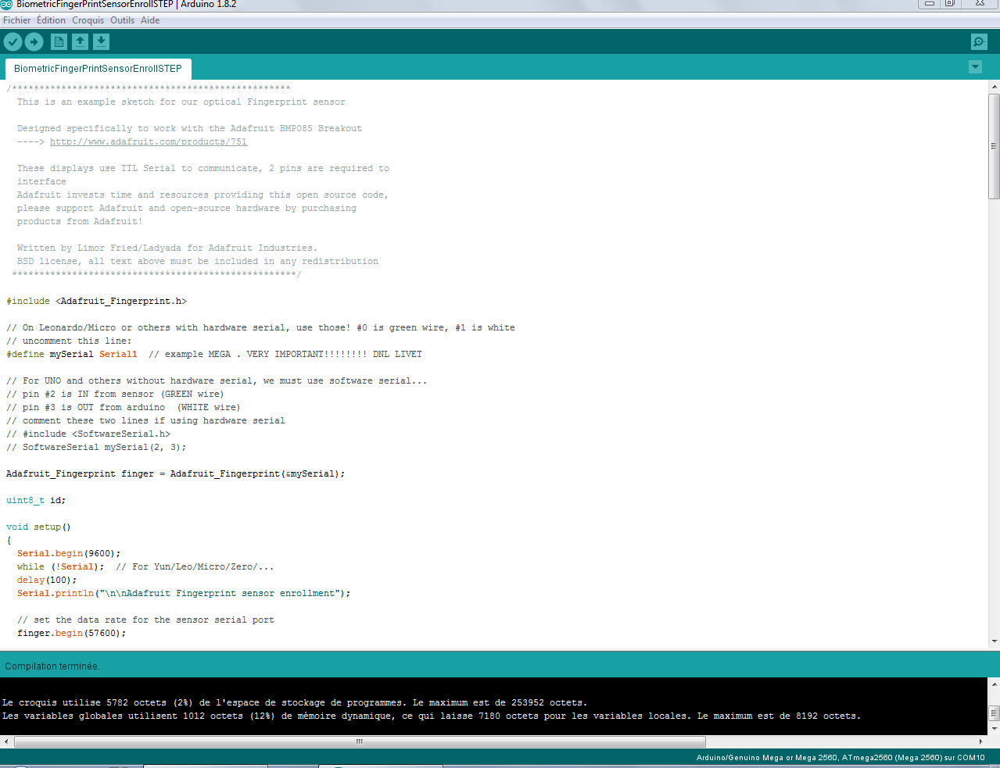 BiometricFingerPrintSensorEnrollSTEP | Arduino 1.8.2
Fichier Édition Croquis Outils Aide
BiometricFingerPrintSensorEnrollSTEP
/***************************************************
This is an example sketch for our optical Fingerprint sensor
Designed specifically to work with the Adafruit BMP085 Breakout
----> http://www.adafruit.com/products/751
These displays use TTL Serial to communicate, 2 pins are required to
interface
Adafruit invests time and resources providing this open source code,
please support Adafruit and open-source hardware by purchasing
products from Adafruit!
Written by Limor Fried/Ladyada for Adafruit Industries.
BSD license, all text above must be included in any redistribution
****************************************************/
#include <Adafruit_Fingerprint.h>
// On Leonardo/Micro or others with hardware serial, use those! #0 is green wire, #1 is white
// uncomment this line:
#define mySerial Serial1  // example MEGA . VERY IMPORTANT!!!!!!!! DNL LIVET
// For UNO and others without hardware serial, we must use software serial...
// pin #2 is IN from sensor (GREEN wire)
// pin #3 is OUT from arduino  (WHITE wire)
// comment these two lines if using hardware serial
// #include <SoftwareSerial.h>
// SoftwareSerial mySerial(2, 3);
Adafruit_Fingerprint finger = Adafruit_Fingerprint(&mySerial);
uint8_t id;
void setup()
{
Serial.begin(9600);
while (!Serial);  // For Yun/Leo/Micro/Zero/...
delay(100);
Serial.println("\n\nAdafruit Fingerprint sensor enrollment");
// set the data rate for the sensor serial port
finger.begin(57600);
Compilation terminée.
Le croquis utilise 5782 octets (2%) de l'espace de stockage de programmes. Le maximum est de 253952 octets.
Les variables globales utilisent 1012 octets (12%) de mémoire dynamique, ce qui laisse 7180 octets pour les variables locales. Le maximum est de 8192 octets.
Arduino/Genuino Mega or Mega 2560, ATmega2560 (Mega 2560) sur COM10